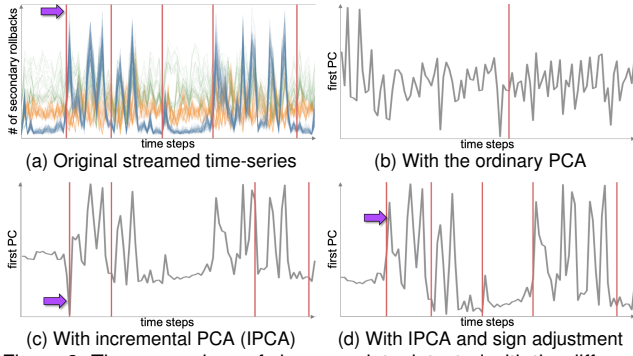 # of secondary rollbacks
time steps
(a) Original streamed time-series
first PC
time steps
(b) With the ordinary PCA
first PC
time steps
(c) With incremental PCA (IPCA)
first PC
time steps
(d) With IPCA and sign adjustment